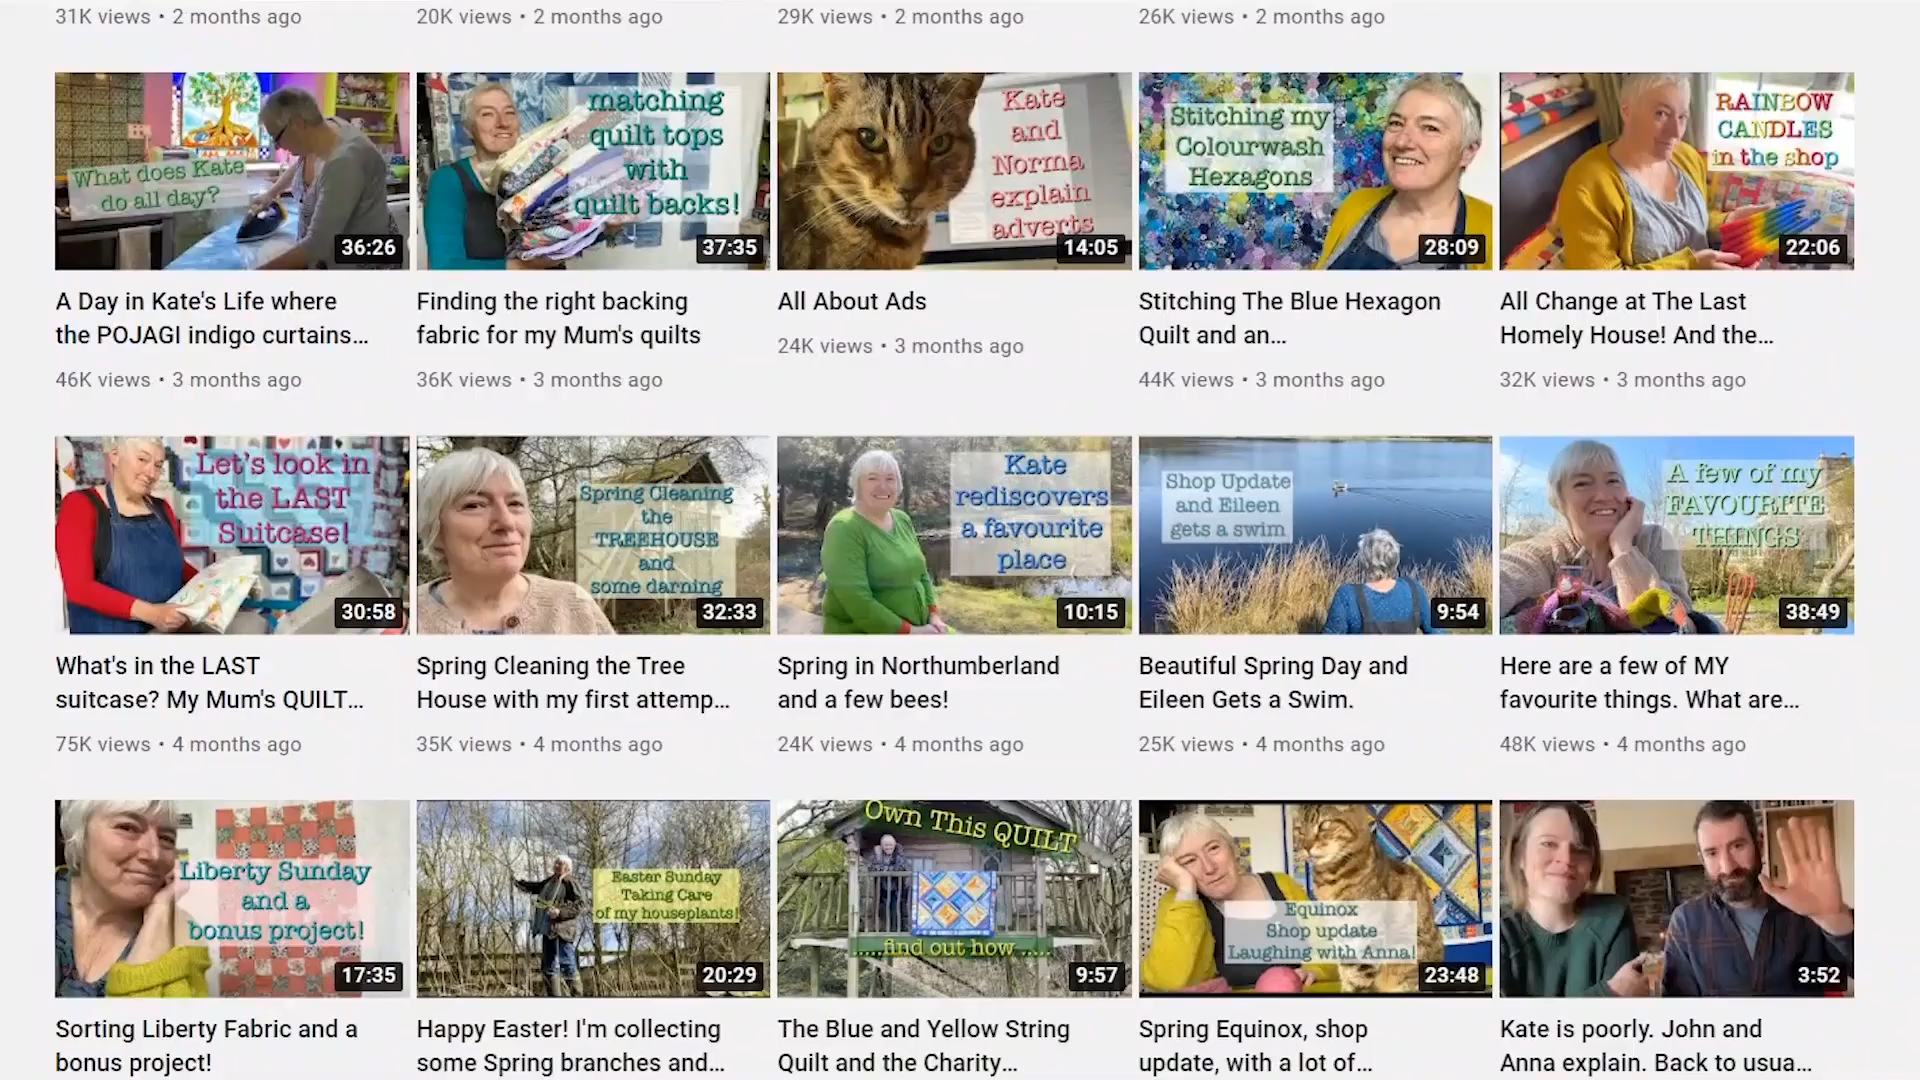 31K views • 2 months ago
20K views • 2 months ago
29K views • 2 months ago
26K views • 2 months ago
What does Kate
do all day?
36:26
matching
quilt tops
with
quilt backs!
37:35
Kate
and
Norma
explain
adverts
14:05
Stitching my
Colourwash
Hexagons
28:09
RAINBOW
CANDLES
in the shop
22:06
A Day in Kate's Life where
the POJAGI indigo curtains...
46K views • 3 months ago
Finding the right backing
fabric for my Mum's quilts
36K views • 3 months ago
All About Ads
24K views • 3 months ago
Stitching The Blue Hexagon
Quilt and an...
44K views • 3 months ago
All Change at The Last
Homely House! And the...
32K views • 3 months ago
Let's look in
the LAST
Suitcase!
30:58
Spring Cleaning
the
TREEHOUSE
and
some darning
32:33
Kate
rediscovers
a favourite
place
10:15
Shop Update
and Eileen
gets a swim
9:54
A few of my
FAVOURITE
THINGS
38:49
What's in the LAST
suitcase? My Mum's QUILT...
75K views • 4 months ago
Spring Cleaning the Tree
House with my first attemp...
35K views • 4 months ago
Spring in Northumberland
and a few bees!
24K views • 4 months ago
Beautiful Spring Day and
Eileen Gets a Swim.
25K views • 4 months ago
Here are a few of MY
favourite things. What are...
48K views • 4 months ago
Liberty Sunday
and a
bonus project!
17:35
Easter Sunday
Taking Care
of my houseplants!
20:29
Own This QUILT
.....find out how .....
9:57
Equinox
Shop update
Laughing with Anna!
23:48
3:52
Sorting Liberty Fabric and a
bonus project!
Happy Easter! I'm collecting
some Spring branches and...
The Blue and Yellow String
Quilt and the Charity...
Spring Equinox, shop
update, with a lot of...
Kate is poorly. John and
Anna explain. Back to usua...